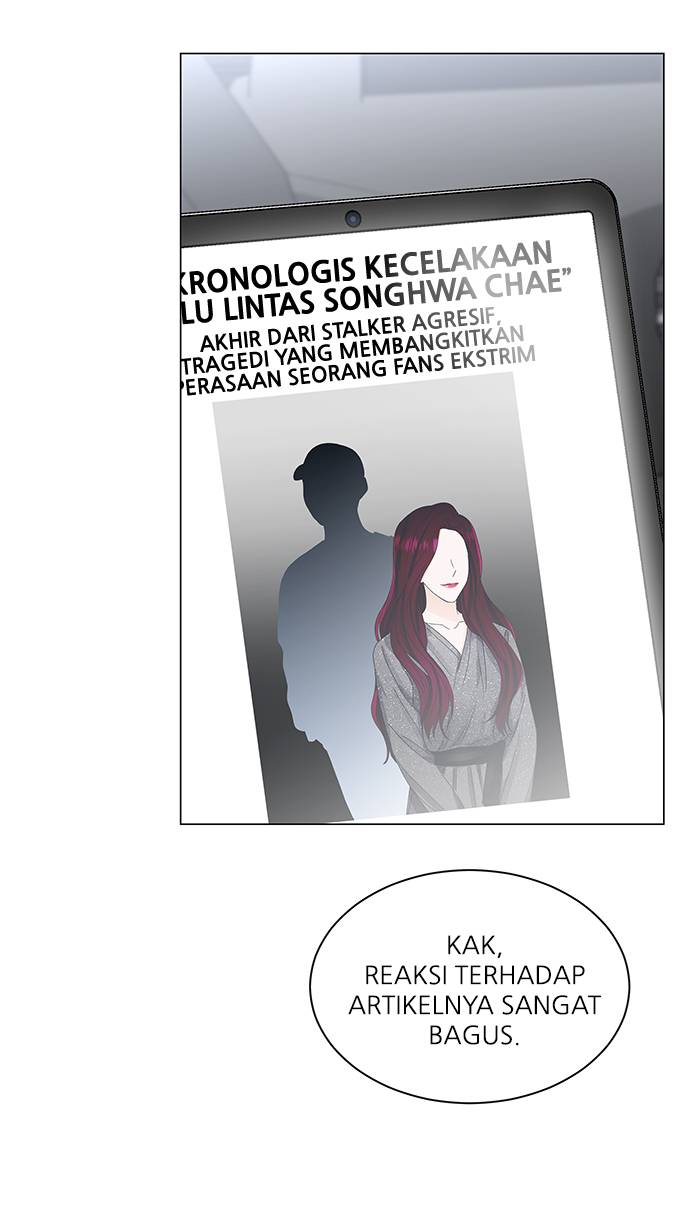 KRONOLOGIS KECELAKAAN
LU LINTAS SONGHWA CHAE”
AKHIR DARI STALKER AGRESIF,
TRAGEDI YANG MEMBANGKITKAN
PERASAAN SEORANG FANS EKSTRIM
KAK,
REAKSI TERHADAP
ARTIKELNYA SANGAT
BAGUS.